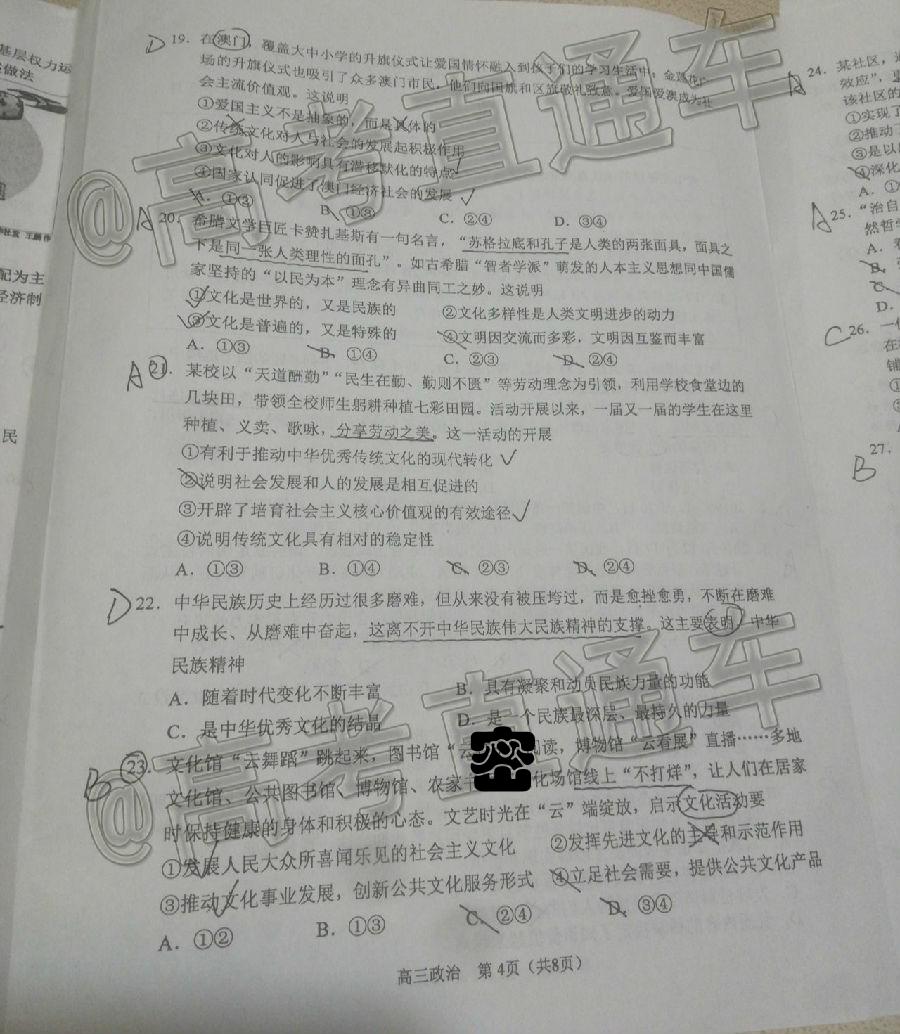 基层权力运
做法
配为主
经济制
民
D 19. 在澳门，覆盖大中小学的升旗仪式让爱国情怀融入到孩子们的学习生活中；金莲花广
场的升旗仪式也吸引了众多澳门市民，他们向国旗和区旗敬礼致意。爱国爱澳成为社
会主流价值观。这说明
①爱国主义不是抽象的，而是具体的
②传统文化对人与社会的发展起积极作用
③文化对人的影响具有潜移默化的特点
④国家认同促进了澳门经济社会的发展
A. ①② B. ①③ C. ②④ D. ③④
A 20. 希腊文学巨匠卡赞扎基斯有一句名言，“苏格拉底和孔子是人类的两张面具，面具之
下是同一张人类理性的面孔”。如古希腊“智者学派”萌发的人本主义思想同中国儒
家坚持的“以民为本”理念有异曲同工之妙。这说明
①文化是世界的，又是民族的 ②文化多样性是人类文明进步的动力
③文化是普遍的，又是特殊的 ④文明因交流而多彩，文明因互鉴而丰富
A. ①③ B. ①④ C. ②③ D. ②④
A 21. 某校以“天道酬勤”“民生在勤、勤则不匮”等劳动理念为引领，利用学校食堂边的
几块田，带领全校师生躬耕种植七彩田园。活动开展以来，一届又一届的学生在这里
种植、义卖、歌咏，分享劳动之美。这一活动的开展
①有利于推动中华优秀传统文化的现代转化
②说明社会发展和人的发展是相互促进的
③开辟了培育社会主义核心价值观的有效途径
④说明传统文化具有相对的稳定性
A. ①③ B. ①④ C. ②③ D. ②④
D 22. 中华民族历史上经历过很多磨难，但从来没有被压垮过，而是愈挫愈勇，不断在磨难
中成长、从磨难中奋起，这离不开中华民族伟大民族精神的支撑。这主要表明，中华
民族精神
A. 随着时代变化不断丰富 B. 具有凝聚和动员民族力量的功能
C. 是中华优秀文化的结晶 D. 是一个民族最深层、最持久的力量
B 23. 文化馆“云舞蹈”跳起来，图书馆“云 阅读，博物馆“云看展”直播……多地
文化馆、公共图书馆、博物馆、农家 化场馆线上“不打烊”，让人们在居家
时保持健康的身体和积极的心态。文艺时光在“云”端绽放，启示文化活动要
①发展人民大众所喜闻乐见的社会主义文化 ②发挥先进文化的主导和示范作用
③推动文化事业发展，创新公共文化服务形式 ④立足社会需要，提供公共文化产品
A. ①② B. ①③ C. ②④ D. ③④
高三政治 第4页（共8页）
A 24. 某社区，
效应”，
该社区的
①实现了
②推动
③是以
④深化
A. ①
A 25. “治自
然哲
A.
B.
C.
D.
C 26. 一
在
铺
B 27.
@高考直通车
@高考直通车